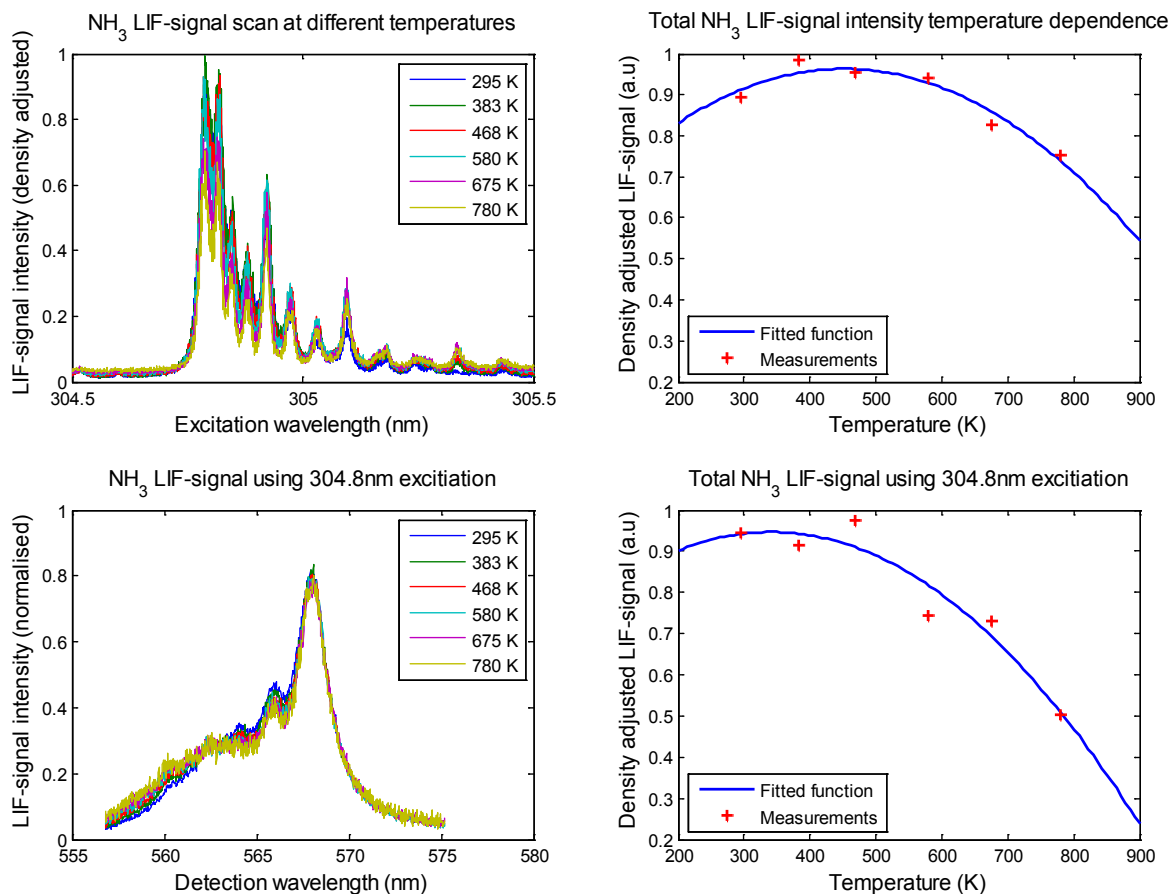 NH3 LIF-signal scan at different temperatures
LIF-signal intensity (density adjusted)
1
0.8
0.6
0.4
0.2
0
304.5
305
305.5
Excitation wavelength (nm)
295 K
383 K
468 K
580 K
675 K
780 K
Total NH3 LIF-signal intensity temperature dependence
Density adjusted LIF-signal (a.u)
1
0.9
0.8
0.7
0.6
0.5
0.4
0.3
0.2
200
300
400
500
600
700
800
900
Temperature (K)
Fitted function
Measurements
NH3 LIF-signal using 304.8nm excitiation
LIF-signal intensity (normalised)
1
0.8
0.6
0.4
0.2
0
555
560
565
570
575
580
Detection wavelength (nm)
295 K
383 K
468 K
580 K
675 K
780 K
Total NH3 LIF-signal using 304.8nm excitiation
Density adjusted LIF-signal (a.u)
1
0.9
0.8
0.7
0.6
0.5
0.4
0.3
0.2
200
300
400
500
600
700
800
900
Temperature (K)
Fitted function
Measurements